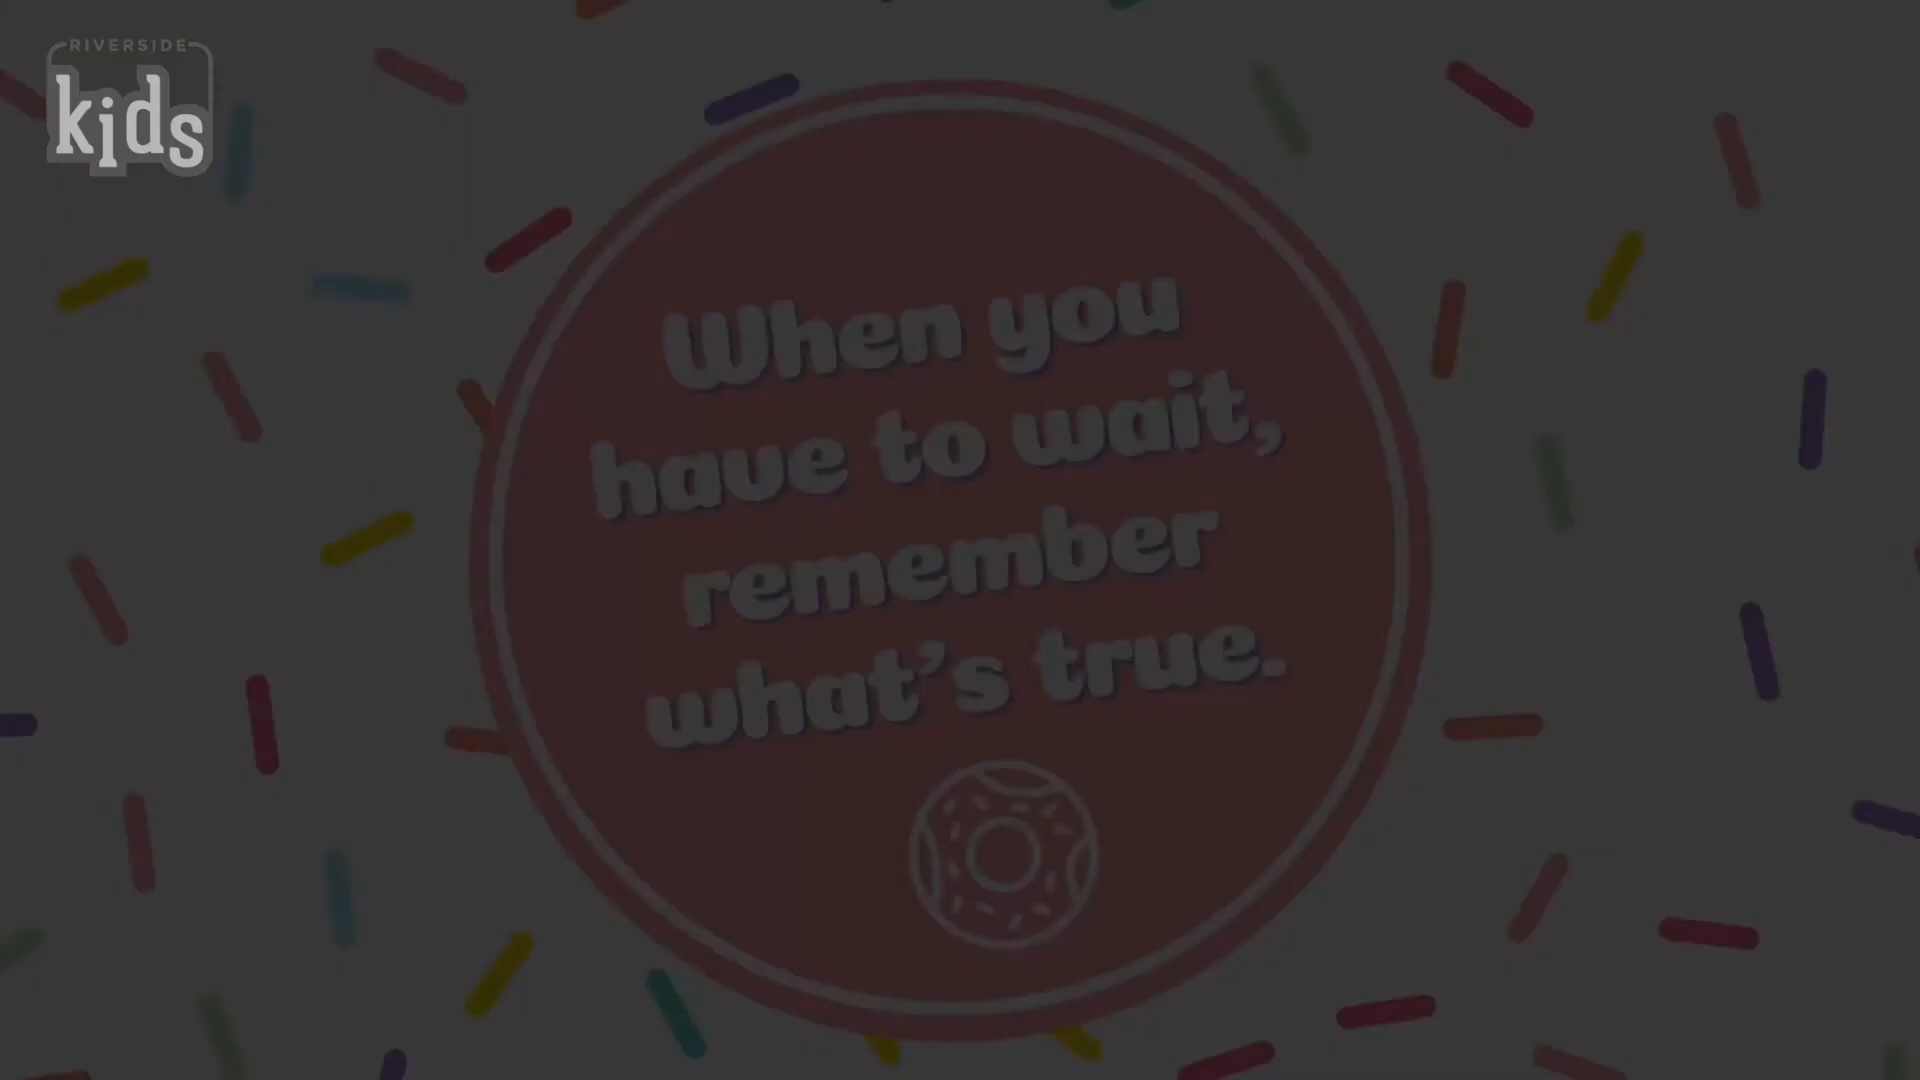 RIVERSIDE
kids
When you
have to wait,
remember
what's true.